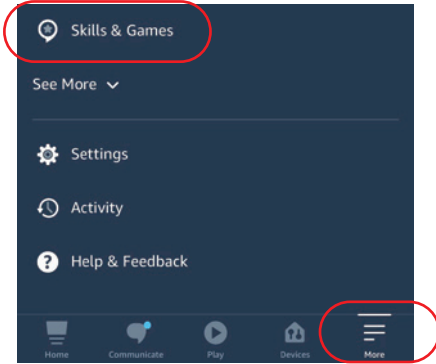 Skills & Games
See More
Settings
Activity
Help & Feedback
Home Communicate Play Devices More